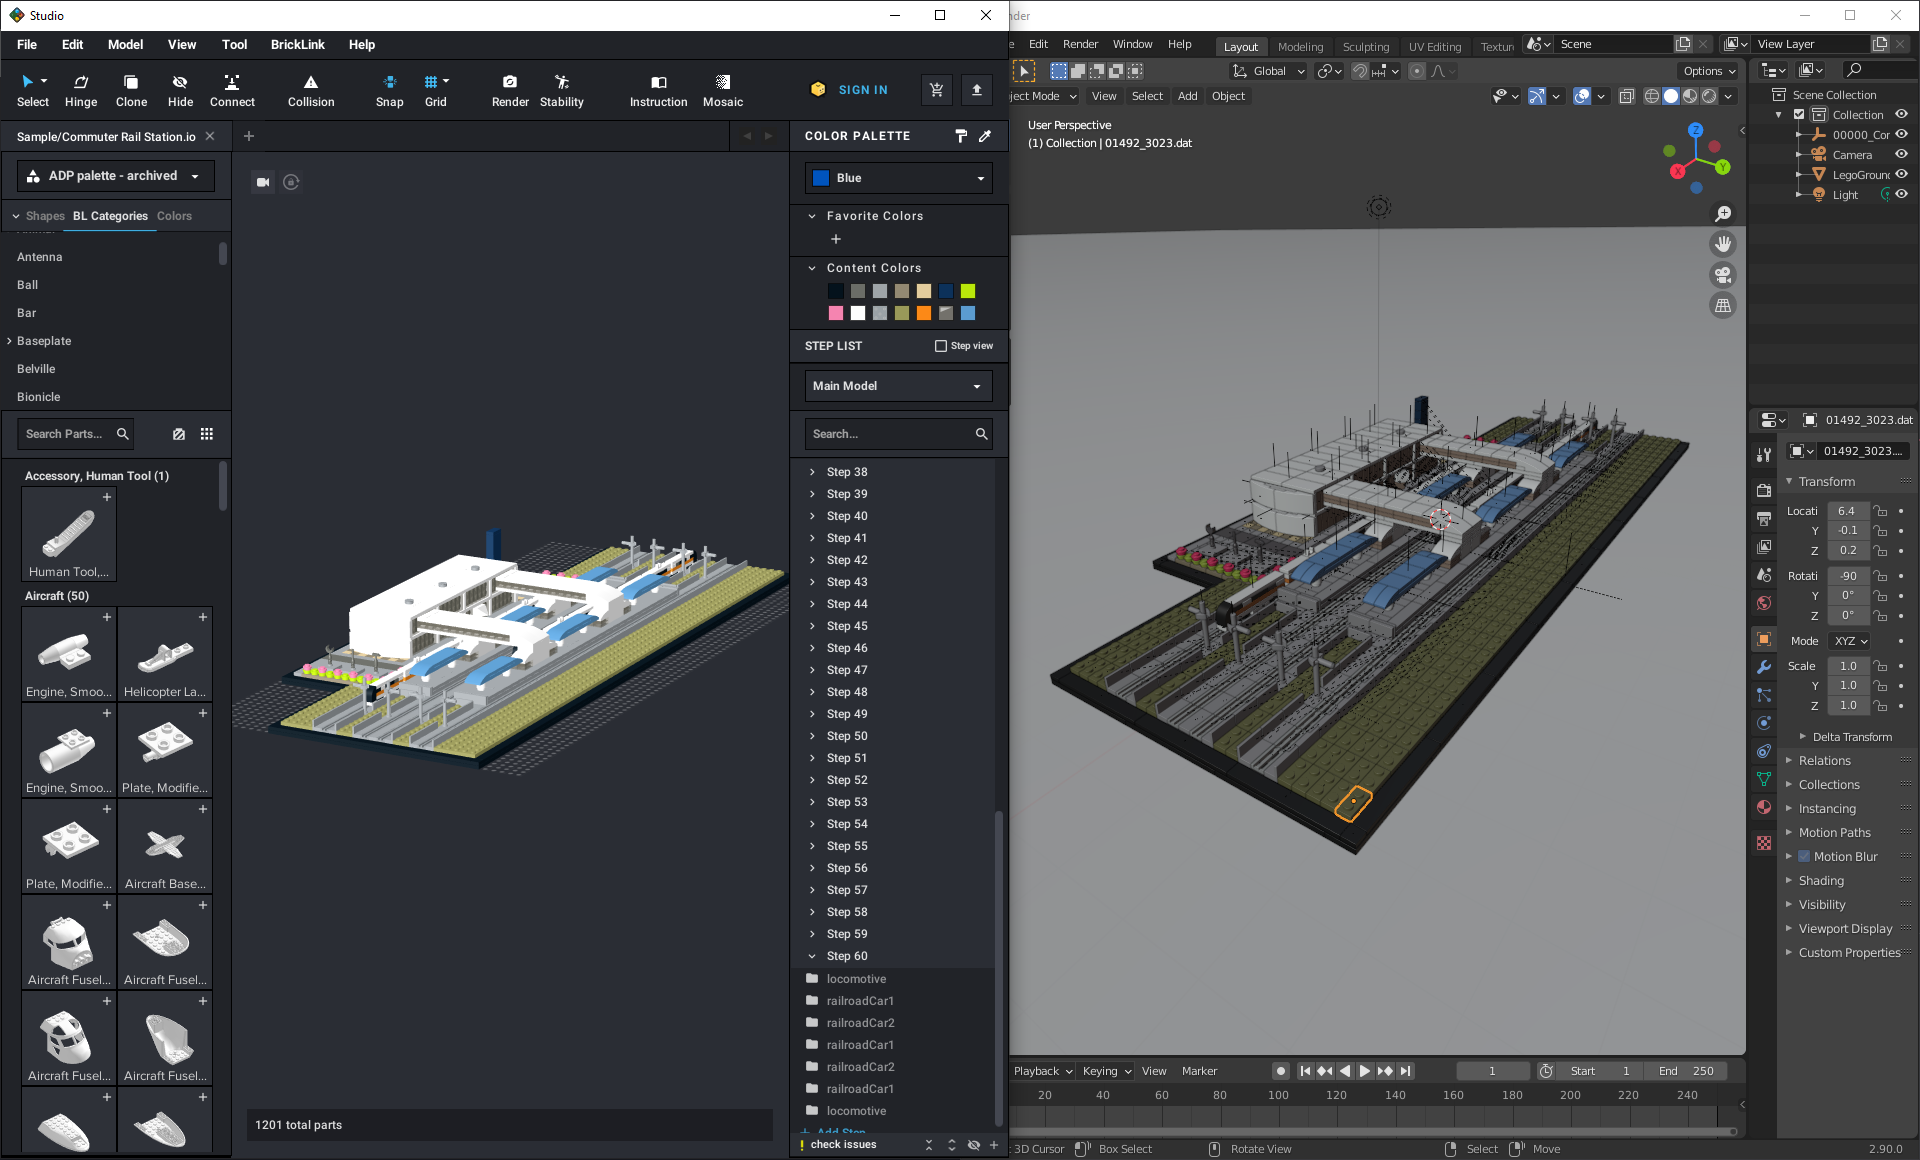 Studio
File Edit Model View Tool BrickLink Help
Select Hinge Clone Hide Connect Collision Snap Grid Render Stability Instruction Mosaic
SIGN IN
Sample/Commuter Rail Station.io
ADP palette - archived
Shapes BL Categories Colors
Antenna
Ball
Bar
Baseplate
Belville
Bionicle
Search Parts...
Accessory, Human Tool (1)
Human Tool,...
Aircraft (50)
Engine, Smoo... Helicopter La...
Engine, Smoo... Plate, Modifie...
Plate, Modifie... Aircraft Base...
Aircraft Fusel... Aircraft Fusel...
Aircraft Fusel... Aircraft Fusel...
1201 total parts
COLOR PALETTE
Blue
Favorite Colors
Content Colors
STEP LIST Step view
Main Model
Search...
Step 38
Step 39
Step 40
Step 41
Step 42
Step 43
Step 44
Step 45
Step 46
Step 47
Step 48
Step 49
Step 50
Step 51
Step 52
Step 53
Step 54
Step 55
Step 56
Step 57
Step 58
Step 59
Step 60
locomotive
railroadCar1
railroadCar2
railroadCar1
railroadCar2
railroadCar1
locomotive
Add Step
check issues
nder
e Edit Render Window Help Layout Modeling Sculpting UV Editing Textur Scene View Layer
Global Options
ject Mode View Select Add Object
User Perspective
(1) Collection | 01492_3023.dat
Z
Y
X
Scene Collection
Collection
00000_Cor
Camera
LegoGround
Light
01492_3023.dat
01492_3023....
Transform
Locati 6.4
Y -0.1
Z 0.2
Rotati -90
Y 0°
Z 0°
Mode XYZ
Scale 1.0
Y 1.0
Z 1.0
Delta Transform
Relations
Collections
Instancing
Motion Paths
Motion Blur
Shading
Visibility
Viewport Display
Custom Properties
Playback Keying View Marker 1 Start 1 End 250
20 40 60 80 100 120 140 160 180 200 220 240
3D Cursor Box Select Rotate View Select Move 2.90.0